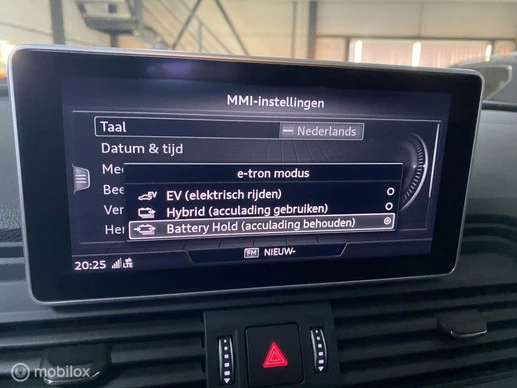 MMI-instellingen
Taal Nederlands
Datum & tijd
e-tron modus
EV (elektrisch rijden)
Hybrid (acculading gebruiken)
Battery Hold (acculading behouden)
FM NIEUW-
20:25 LTE
mobilox